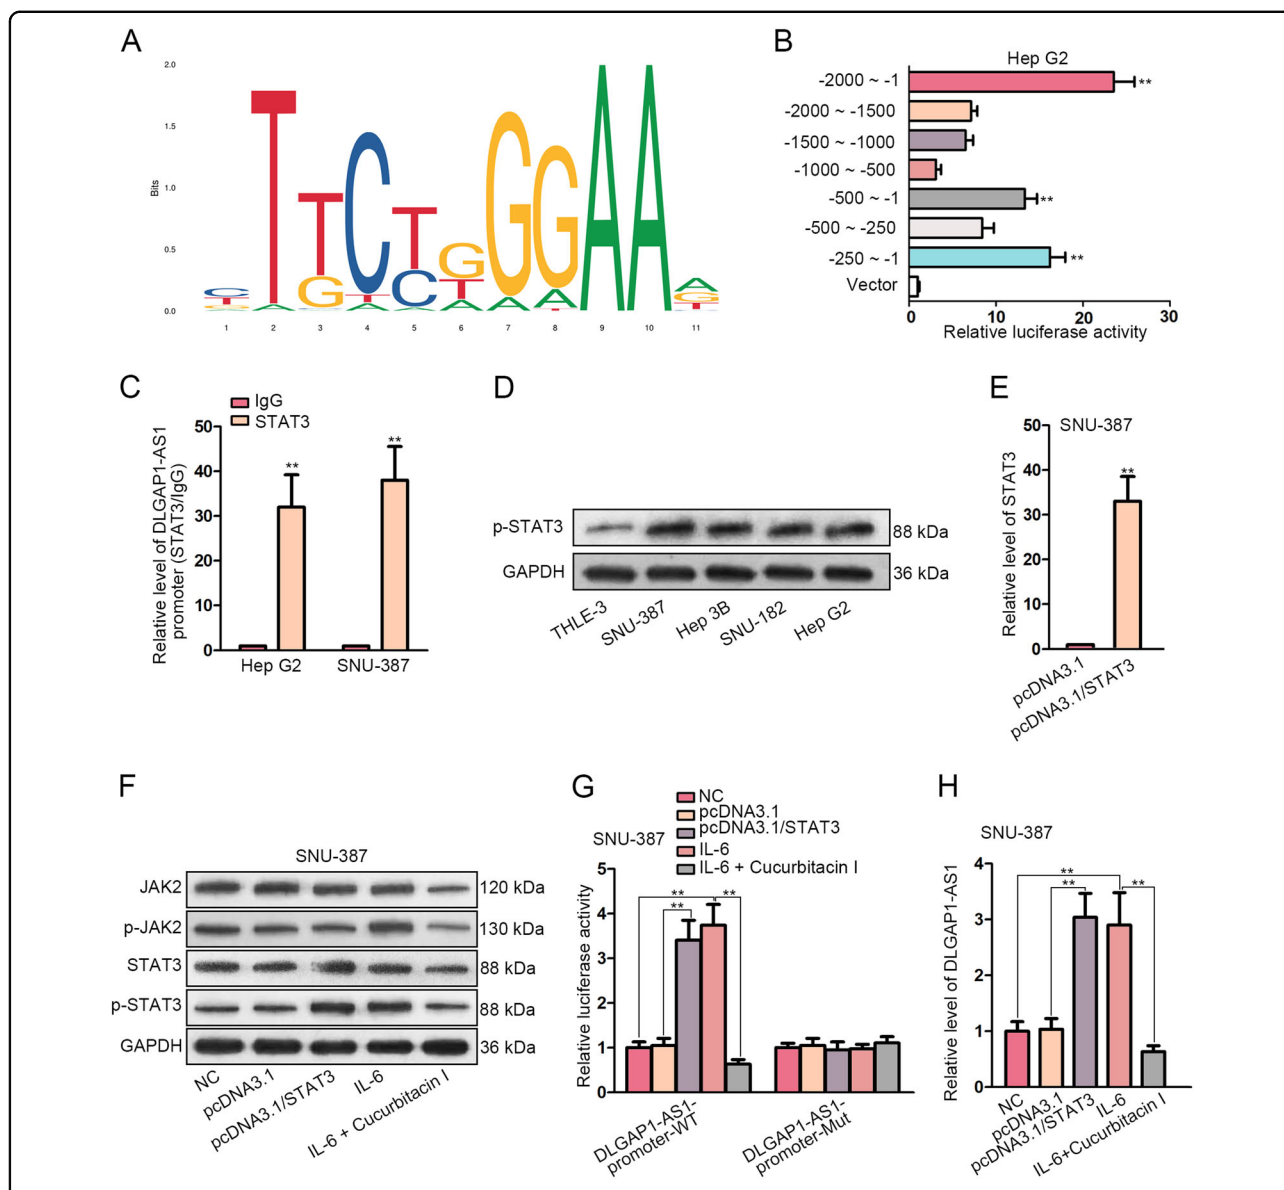 A
2.0
1.5
Bits
1.0
0.5
0.0
1 2 3 4 5 6 7 8 9 10 11
B
Hep G2
-2000 ~ -1
**
-2000 ~ -1500
-1500 ~ -1000
-1000 ~ -500
-500 ~ -1
**
-500 ~ -250
-250 ~ -1
**
Vector
0 10 20 30
Relative luciferase activity
C
IgG
STAT3
Relative level of DLGAP1-AS1
promoter (STAT3/IgG)
50
40
30
20
10
0
**
**
Hep G2
SNU-387
D
p-STAT3
88 kDa
GAPDH
36 kDa
THLE-3
SNU-387
Hep 3B
SNU-182
Hep G2
E
SNU-387
Relative level of STAT3
50
40
30
20
10
0
**
pcDNA3.1
pcDNA3.1/STAT3
F
SNU-387
JAK2
120 kDa
p-JAK2
130 kDa
STAT3
88 kDa
p-STAT3
88 kDa
GAPDH
36 kDa
NC
pcDNA3.1
pcDNA3.1/STAT3
IL-6
IL-6 + Cucurbitacin I
G
NC
pcDNA3.1
pcDNA3.1/STAT3
IL-6
IL-6 + Cucurbitacin I
SNU-387
Relative luciferase activity
5
4
3
2
1
0
**
**
**
DLGAP1-AS1-
promoter-WT
DLGAP1-AS1-
promoter-Mut
H
SNU-387
Relative level of DLGAP1-AS1
4
3
2
1
0
**
**
**
NC
pcDNA3.1
pcDNA3.1/STAT3
IL-6
IL-6+Cucurbitacin I